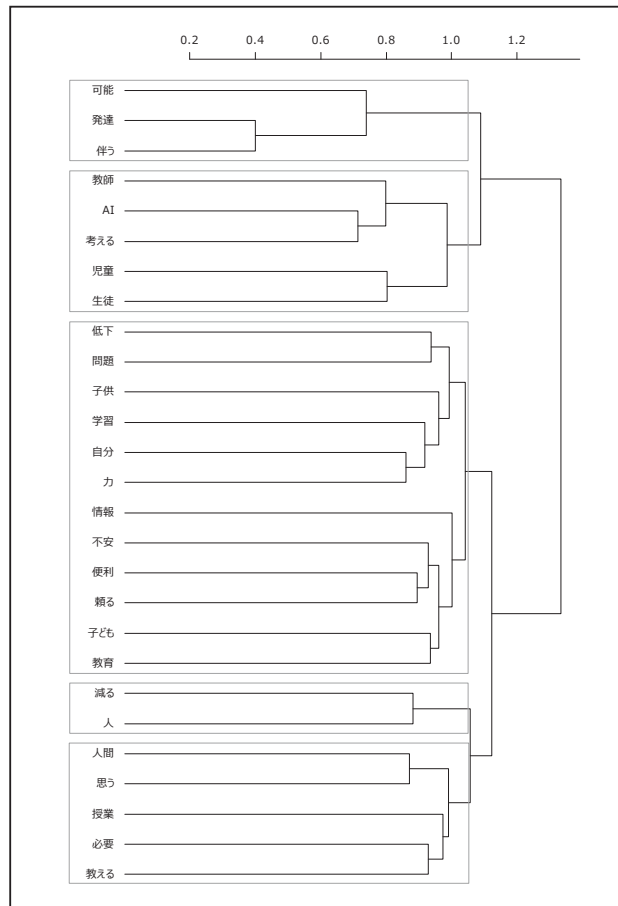 0.2 0.4 0.6 0.8 1.0 1.2
可能
発達
伴う
教師
AI
考える
児童
生徒
低下
問題
子供
学習
自分
力
情報
不安
便利
頼る
子ども
教育
減る
人
人間
思う
授業
必要
教える